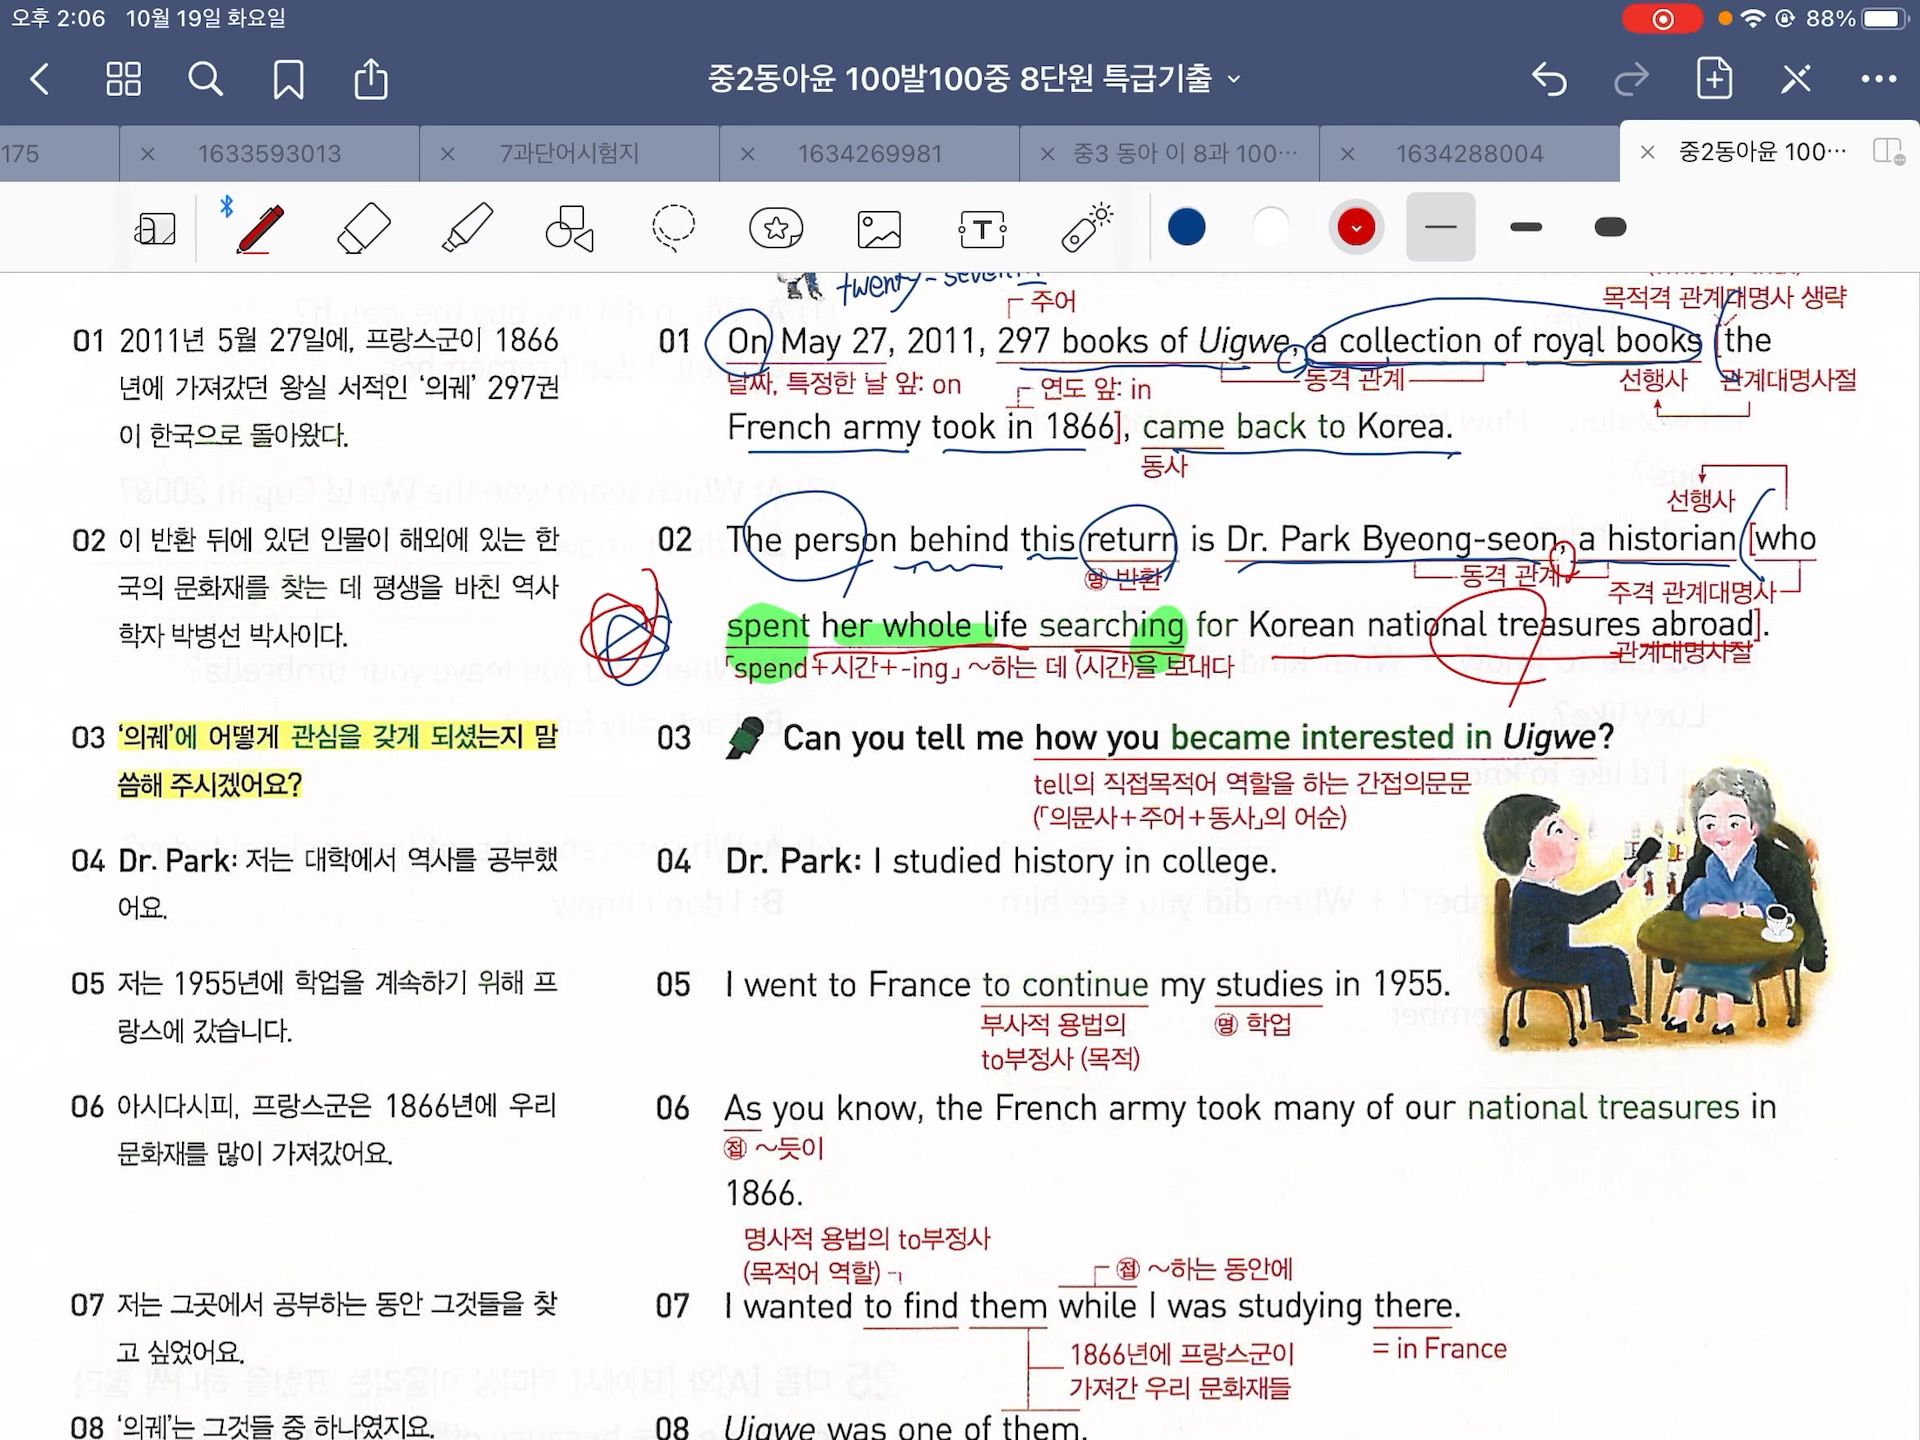 오후 2:06 10월 19일 화요일
88%
중2동아윤 100발100중 8단원 특급기출
175
1633593013
7과단어시험지
1634269981
중3 동아 이 8과 100…
1634288004
중2동아윤 100…
twenty-seventh
주어
목적격 관계대명사 생략
01 2011년 5월 27일에, 프랑스군이 1866
년에 가져갔던 왕실 서적인 ‘의궤’ 297권
이 한국으로 돌아왔다.
01 On May 27, 2011, 297 books of Uigwe, a collection of royal books [the
날짜, 특정한 날 앞: on
연도 앞: in
동격 관계
선행사
관계대명사절
French army took in 1866], came back to Korea.
동사
선행사
02 이 반환 뒤에 있던 인물이 해외에 있는 한
국의 문화재를 찾는 데 평생을 바친 역사
학자 박병선 박사이다.
02 The person behind this return is Dr. Park Byeong-seon, a historian [who
명 반환
동격 관계
주격 관계대명사
spent her whole life searching for Korean national treasures abroad].
「spend+시간+-ing」 ~하는 데 (시간)을 보내다
관계대명사절
03 ‘의궤’에 어떻게 관심을 갖게 되셨는지 말
씀해 주시겠어요?
03 Can you tell me how you became interested in Uigwe?
tell의 직접목적어 역할을 하는 간접의문문
(「의문사+주어+동사」의 어순)
04 Dr. Park: 저는 대학에서 역사를 공부했
어요.
04 Dr. Park: I studied history in college.
05 저는 1955년에 학업을 계속하기 위해 프
랑스에 갔습니다.
05 I went to France to continue my studies in 1955.
부사적 용법의
to부정사 (목적)
명 학업
06 아시다시피, 프랑스군은 1866년에 우리
문화재를 많이 가져갔어요.
06 As you know, the French army took many of our national treasures in
접 ~듯이
1866.
명사적 용법의 to부정사
(목적어 역할)
접 ~하는 동안에
07 저는 그곳에서 공부하는 동안 그것들을 찾
고 싶었어요.
07 I wanted to find them while I was studying there.
1866년에 프랑스군이
가져간 우리 문화재들
= in France
08 ‘의궤’는 그것들 중 하나였지요.
08 Uigwe was one of them.